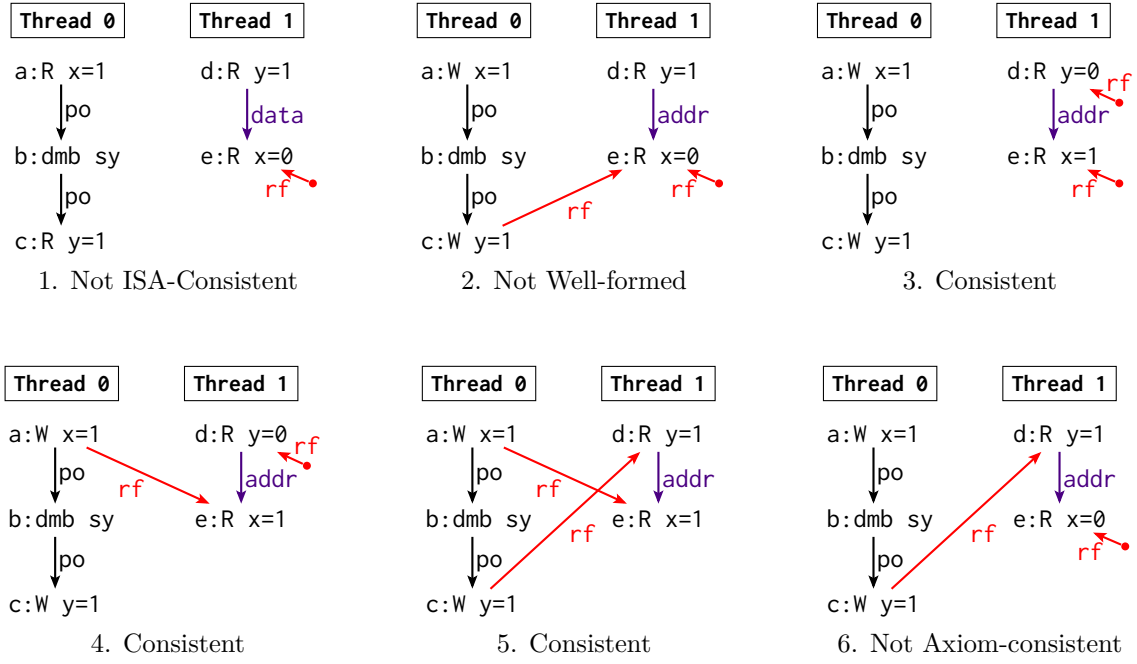 Thread 0 Thread 1
a:R x=1 d:R y=1
po data
b:dmb sy e:R x=0
po rf
c:R y=1
1. Not ISA-Consistent
Thread 0 Thread 1
a:W x=1 d:R y=1
po addr
b:dmb sy e:R x=0
po rf rf
c:W y=1
2. Not Well-formed
Thread 0 Thread 1
a:W x=1 d:R y=0 rf
po addr
b:dmb sy e:R x=1
po rf
c:W y=1
3. Consistent
Thread 0 Thread 1
a:W x=1 d:R y=0 rf
po rf addr
b:dmb sy e:R x=1
po
c:W y=1
4. Consistent
Thread 0 Thread 1
a:W x=1 d:R y=1
po rf addr
b:dmb sy e:R x=1
po rf
c:W y=1
5. Consistent
Thread 0 Thread 1
a:W x=1 d:R y=1
po addr
b:dmb sy e:R x=0
po rf rf
c:W y=1
6. Not Axiom-consistent